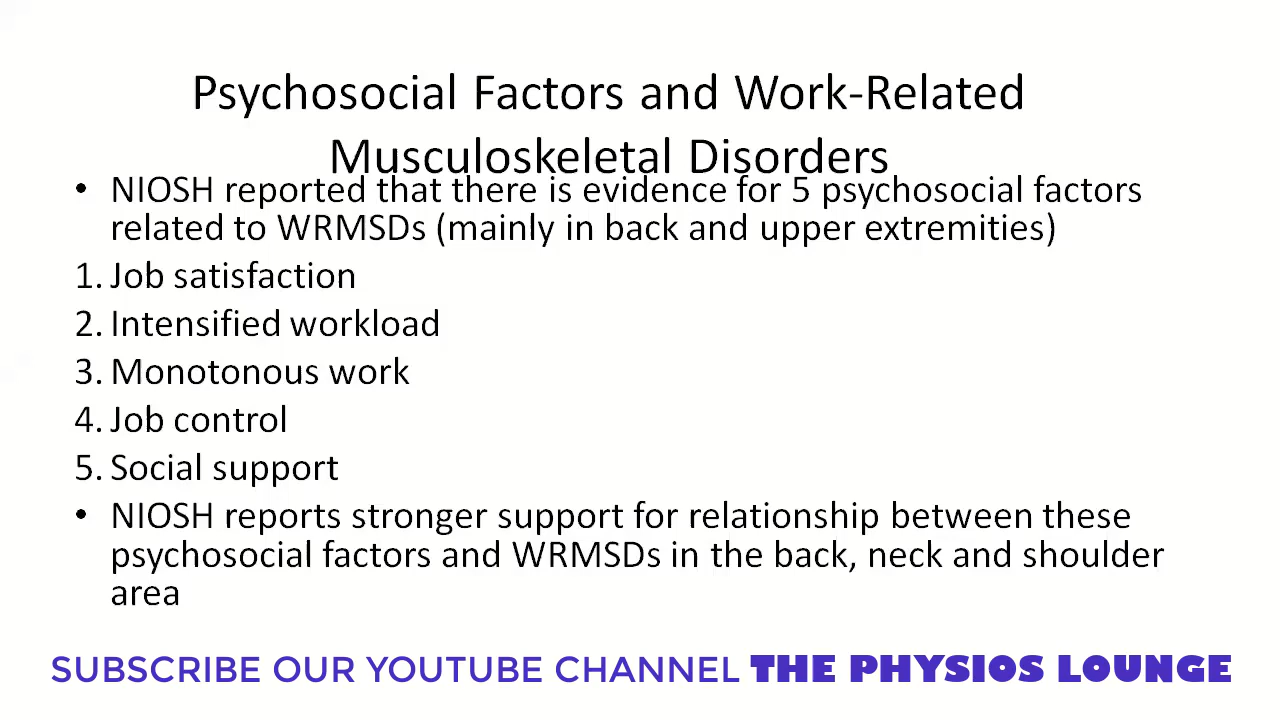 Psychosocial Factors and Work-Related
Musculoskeletal Disorders
• NIOSH reported that there is evidence for 5 psychosocial factors
related to WRMSDs (mainly in back and upper extremities)
1. Job satisfaction
2. Intensified workload
3. Monotonous work
4. Job control
5. Social support
• NIOSH reports stronger support for relationship between these
psychosocial factors and WRMSDs in the back, neck and shoulder
area
SUBSCRIBE OUR YOUTUBE CHANNEL THE PHYSIOS LOUNGE